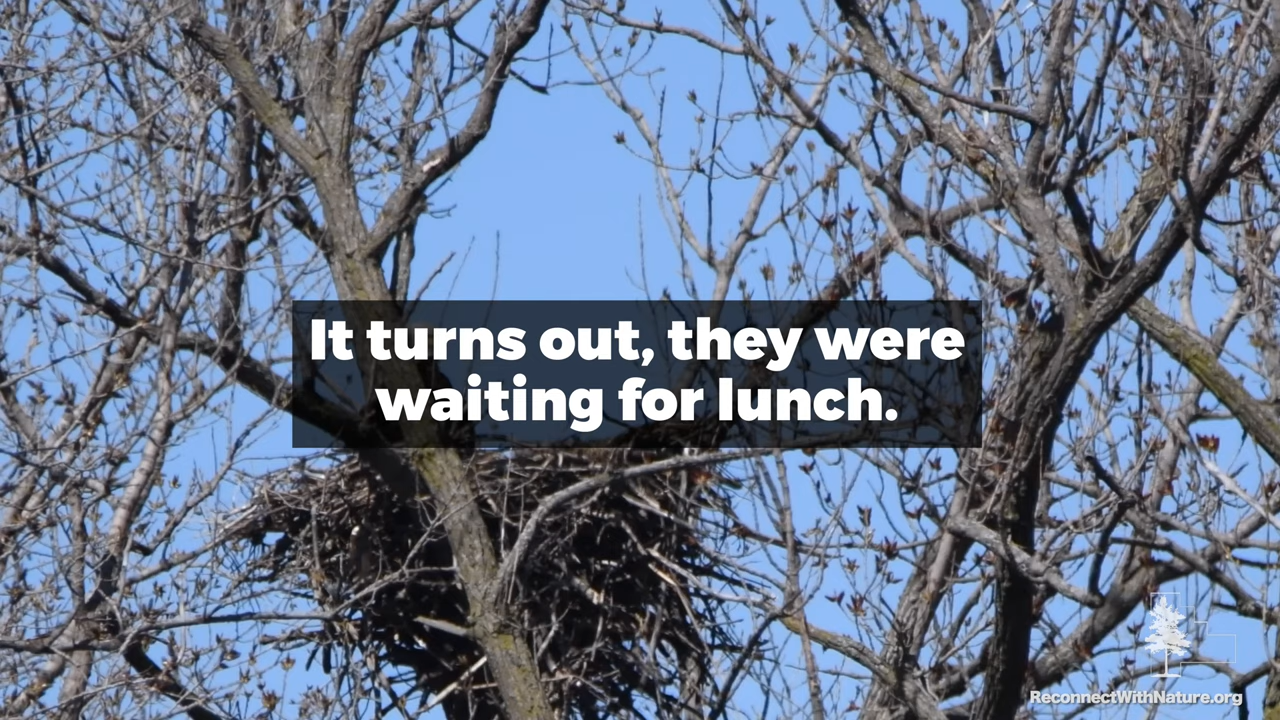 It turns out, they were
waiting for lunch.
ReconnectWithNature.org